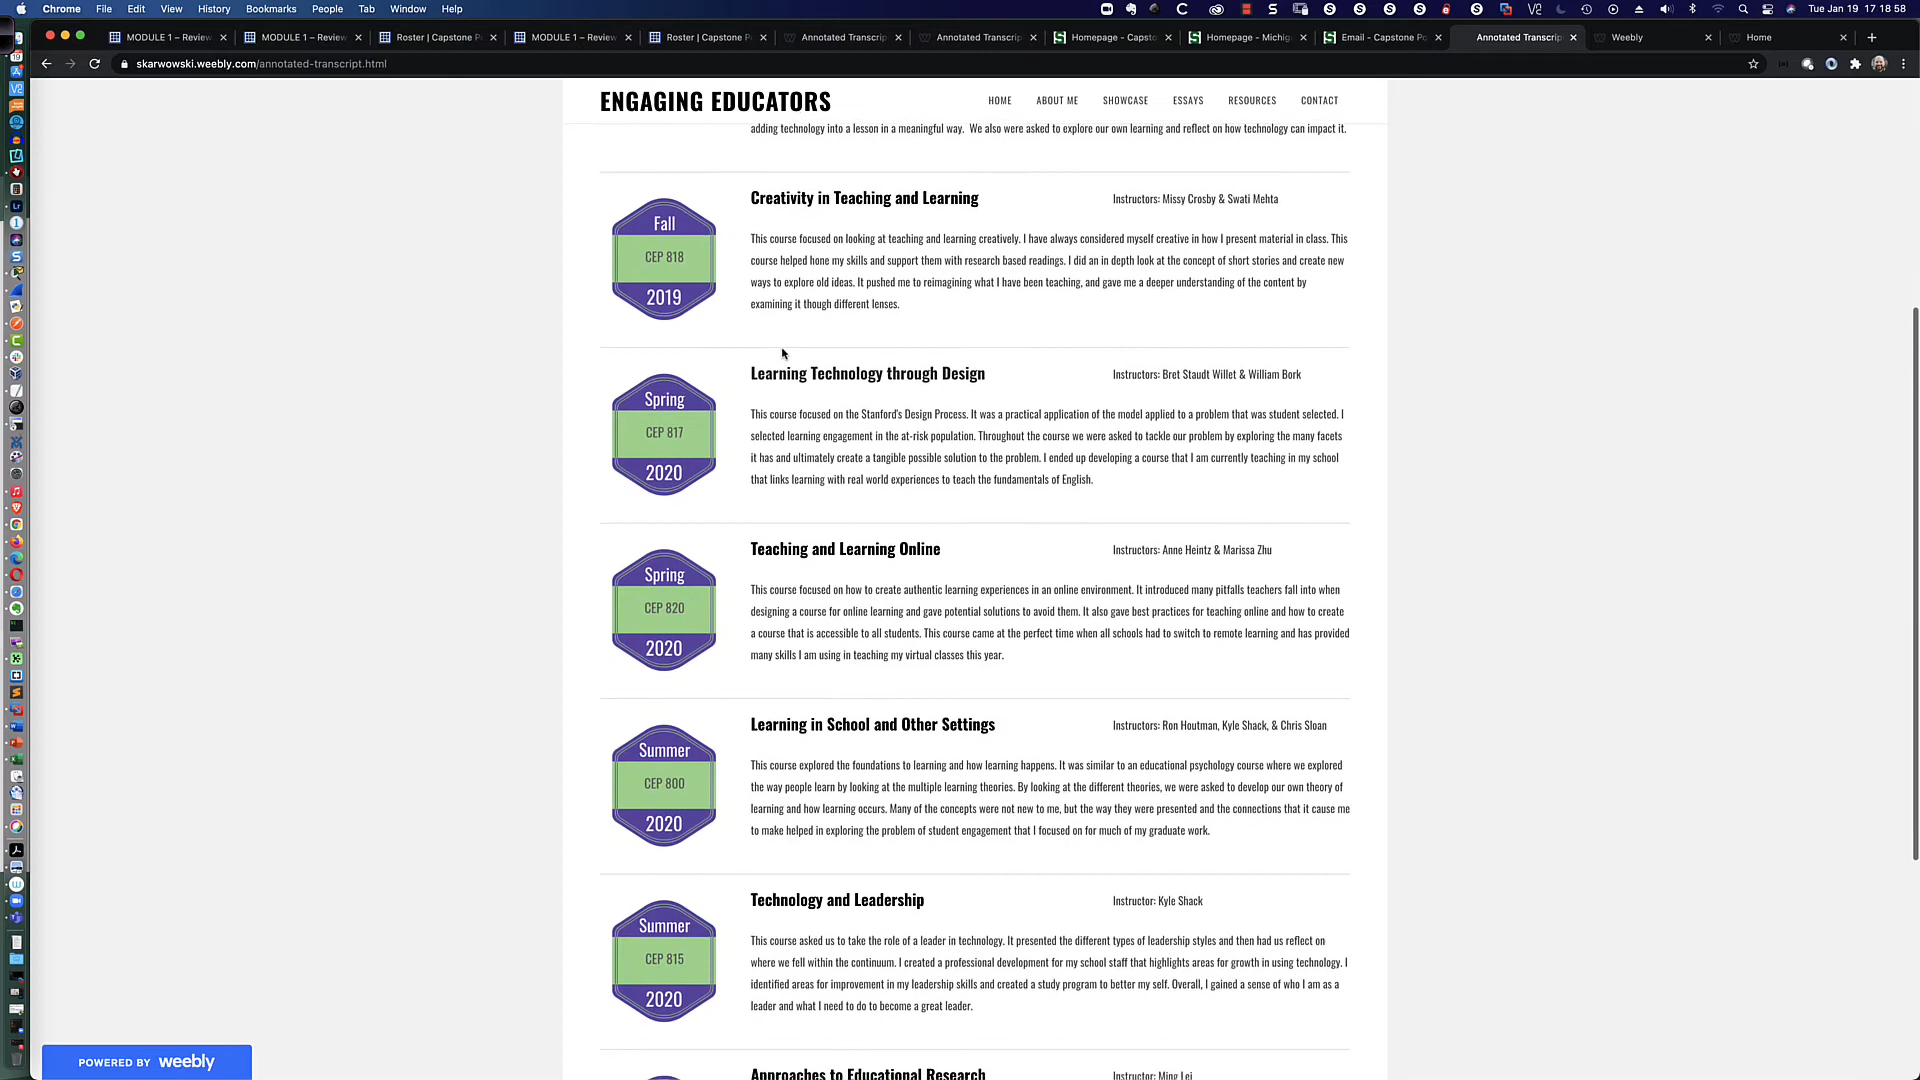 Chrome File Edit View History Bookmarks People Tab Window Help Tue Jan 19 17 18 58
MODULE 1 – Review MODULE 1 – Review Roster | Capstone P MODULE 1 – Review Roster | Capstone P Annotated Transcrip Annotated Transcrip Homepage - Capsto Homepage - Michig Email - Capstone Po Annotated Transcrip Weebly Home
skarwowski.weebly.com/annotated-transcript.html
ENGAGING EDUCATORS HOME ABOUT ME SHOWCASE ESSAYS RESOURCES CONTACT
adding technology into a lesson in a meaningful way. We also were asked to explore our own learning and reflect on how technology can impact it.
Fall
CEP 818
2019
Creativity in Teaching and Learning
Instructors: Missy Crosby & Swati Mehta
This course focused on looking at teaching and learning creatively. I have always considered myself creative in how I present material in class. This
course helped hone my skills and support them with research based readings. I did an in depth look at the concept of short stories and create new
ways to explore old ideas. It pushed me to reimagining what I have been teaching, and gave me a deeper understanding of the content by
examining it though different lenses.
Spring
CEP 817
2020
Learning Technology through Design
Instructors: Bret Staudt Willet & William Bork
This course focused on the Stanford's Design Process. It was a practical application of the model applied to a problem that was student selected. I
selected learning engagement in the at-risk population. Throughout the course we were asked to tackle our problem by exploring the many facets
it has and ultimately create a tangible possible solution to the problem. I ended up developing a course that I am currently teaching in my school
that links learning with real world experiences to teach the fundamentals of English.
Spring
CEP 820
2020
Teaching and Learning Online
Instructors: Anne Heintz & Marissa Zhu
This course focused on how to create authentic learning experiences in an online environment. It introduced many pitfalls teachers fall into when
designing a course for online learning and gave potential solutions to avoid them. It also gave best practices for teaching online and how to create
a course that is accessible to all students. This course came at the perfect time when all schools had to switch to remote learning and has provided
many skills I am using in teaching my virtual classes this year.
Summer
CEP 800
2020
Learning in School and Other Settings
Instructors: Ron Houtman, Kyle Shack, & Chris Sloan
This course explored the foundations to learning and how learning happens. It was similar to an educational psychology course where we explored
the way people learn by looking at the multiple learning theories. By looking at the different theories, we were asked to develop our own theory of
learning and how learning occurs. Many of the concepts were not new to me, but the way they were presented and the connections that it cause me
to make helped in exploring the problem of student engagement that I focused on for much of my graduate work.
Summer
CEP 815
2020
Technology and Leadership
Instructor: Kyle Shack
This course asked us to take the role of a leader in technology. It presented the different types of leadership styles and then had us reflect on
where we fell within the continuum. I created a professional development for my school staff that highlights areas for growth in using technology. I
identified areas for improvement in my leadership skills and created a study program to better my self. Overall, I gained a sense of who I am as a
leader and what I need to do to become a great leader.
Approaches to Educational Research
Instructor: Ming Lei
POWERED BY weebly